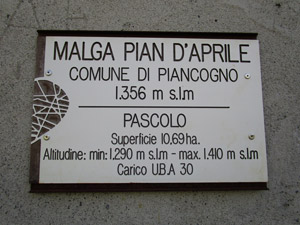 MALGA PIAN D'APRILE
COMUNE DI PIANCOGNO
1.356 m s.l.m
PASCOLO
Superficie 10,69 ha.
Altitudine: min: 1.290 m s.l.m - max. 1.410 m s.l.m
Carico U.B.A 30